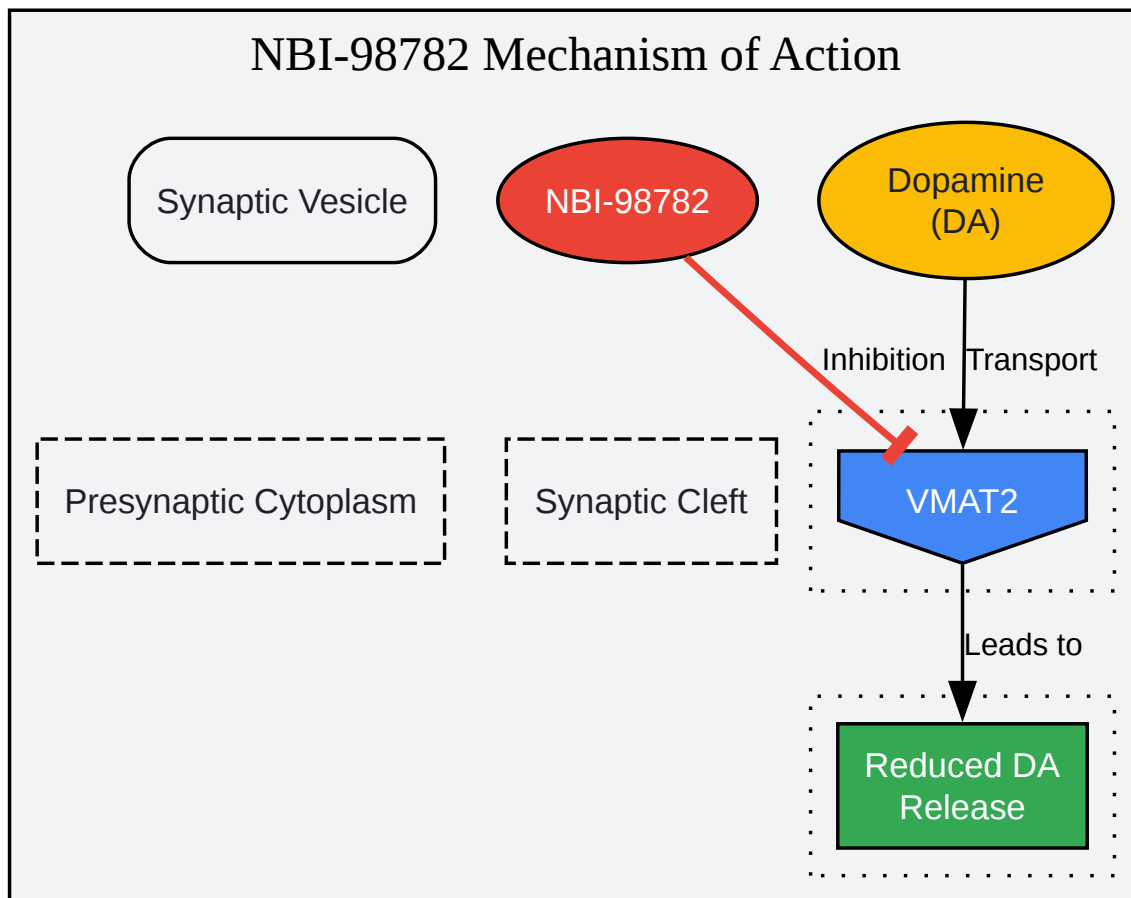 NBI-98782 Mechanism of Action
Synaptic Vesicle
NBI-98782
Dopamine
(DA)
Inhibition
Transport
Presynaptic Cytoplasm
Synaptic Cleft
VMAT2
Leads to
Reduced DA
Release